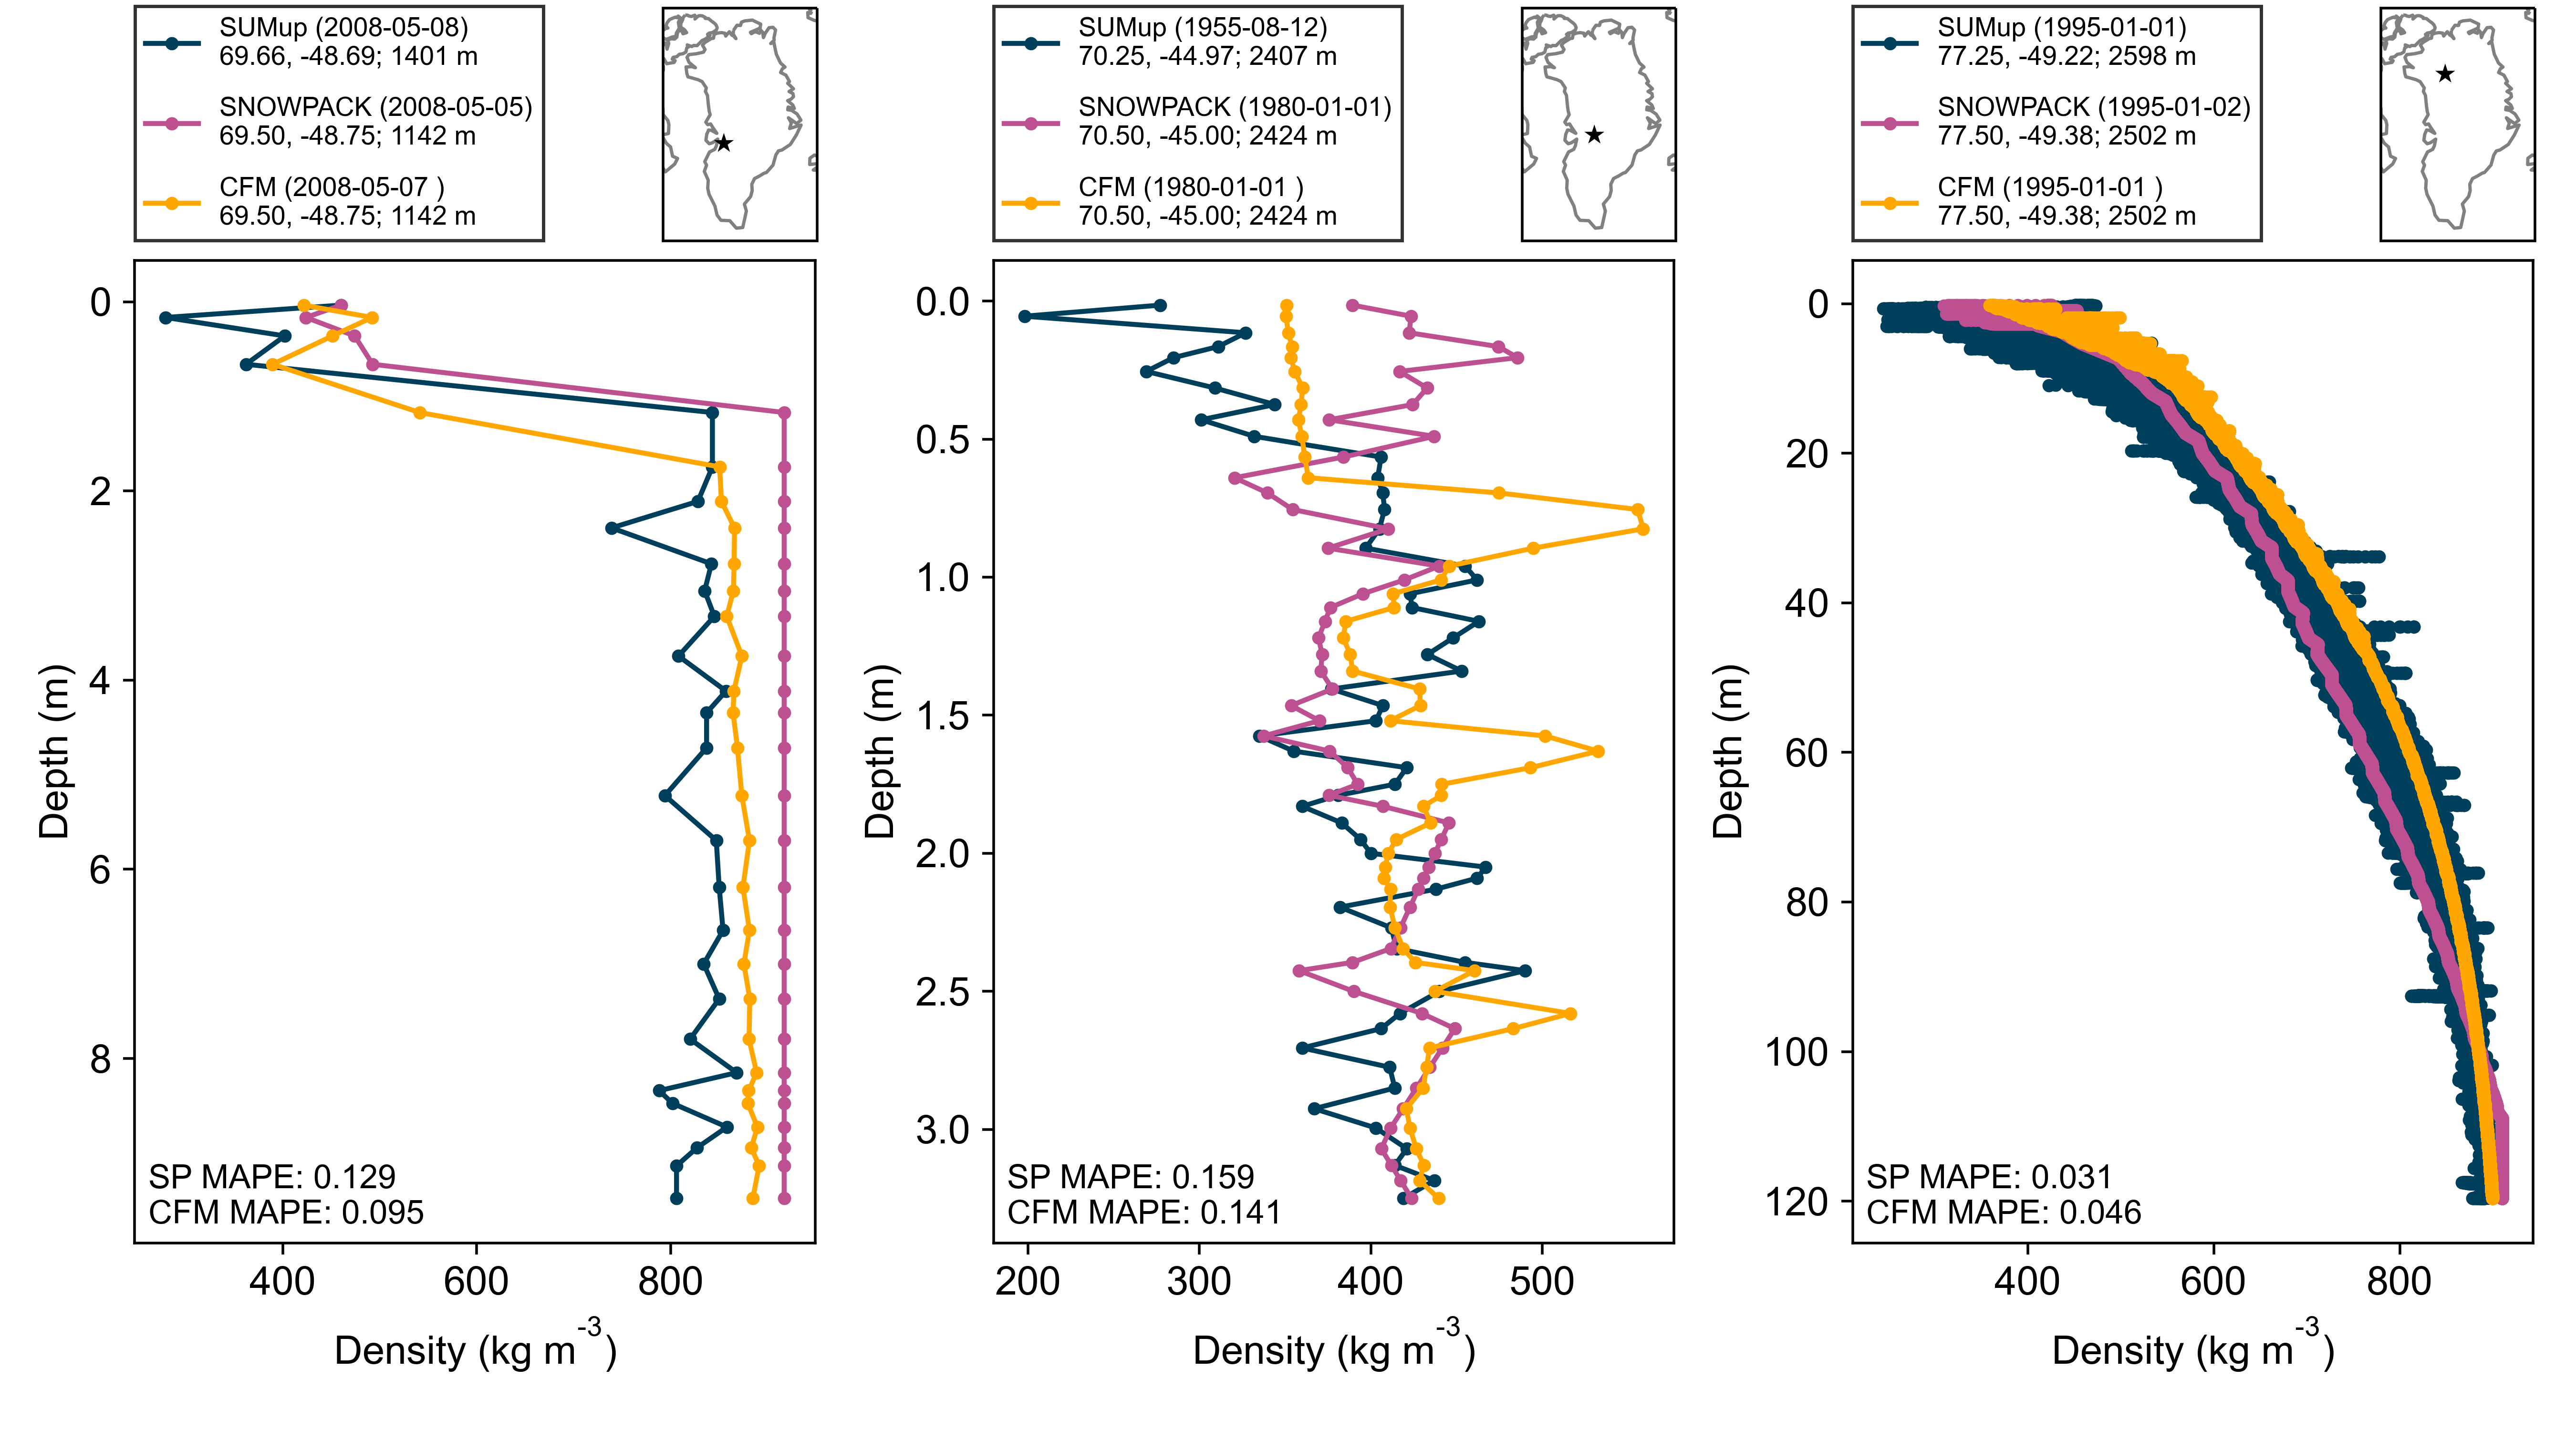 SUMup (2008-05-08)
69.66, -48.69; 1401 m
SNOWPACK (2008-05-05)
69.50, -48.75; 1142 m
CFM (2008-05-07 )
69.50, -48.75; 1142 m
SUMup (1955-08-12)
70.25, -44.97; 2407 m
SNOWPACK (1980-01-01)
70.50, -45.00; 2424 m
CFM (1980-01-01 )
70.50, -45.00; 2424 m
SUMup (1995-01-01)
77.25, -49.22; 2598 m
SNOWPACK (1995-01-02)
77.50, -49.38; 2502 m
CFM (1995-01-01 )
77.50, -49.38; 2502 m
0
2
4
6
8
Depth (m)
SP MAPE: 0.129
CFM MAPE: 0.095
400 600 800
Density (kg m⁻³)
0.0
0.5
1.0
1.5
2.0
2.5
3.0
Depth (m)
SP MAPE: 0.159
CFM MAPE: 0.141
200 300 400 500
Density (kg m⁻³)
0
20
40
60
80
100
120
Depth (m)
SP MAPE: 0.031
CFM MAPE: 0.046
400 600 800
Density (kg m⁻³)